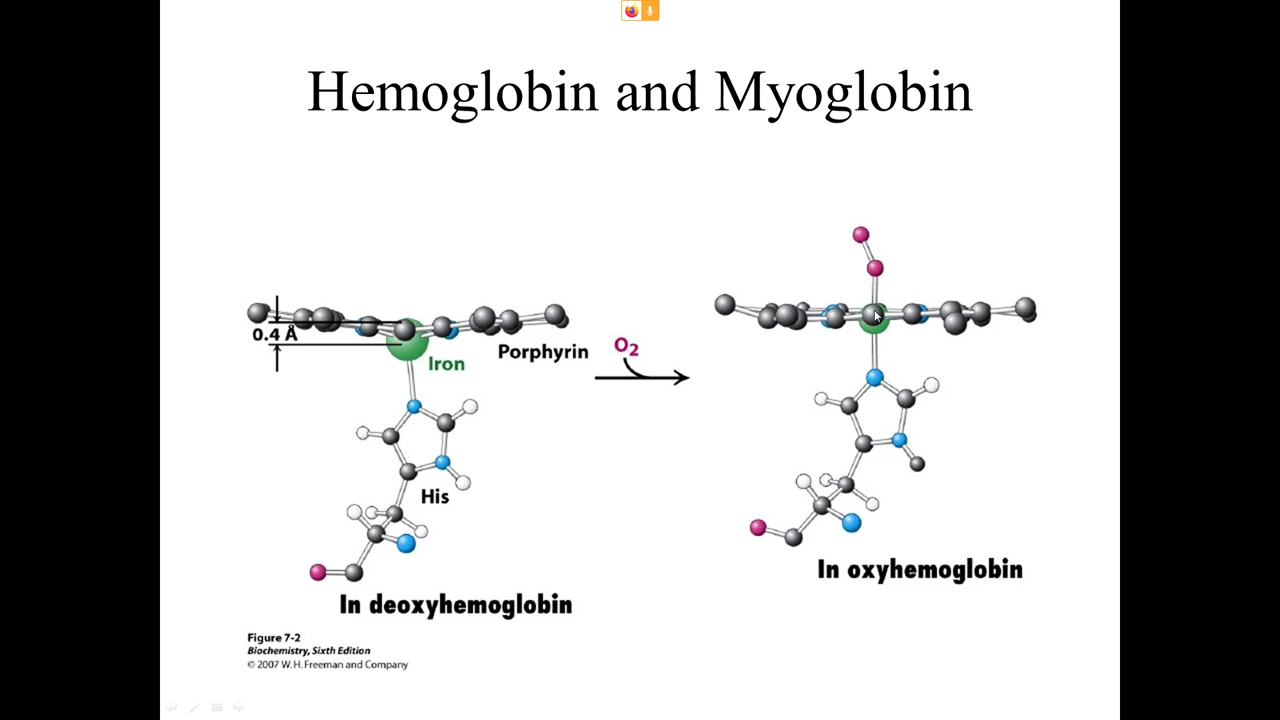 Hemoglobin and Myoglobin
0.4 Å
Iron
Porphyrin
O2
His
In deoxyhemoglobin
In oxyhemoglobin
Figure 7-2
Biochemistry, Sixth Edition
© 2007 W. H. Freeman and Company